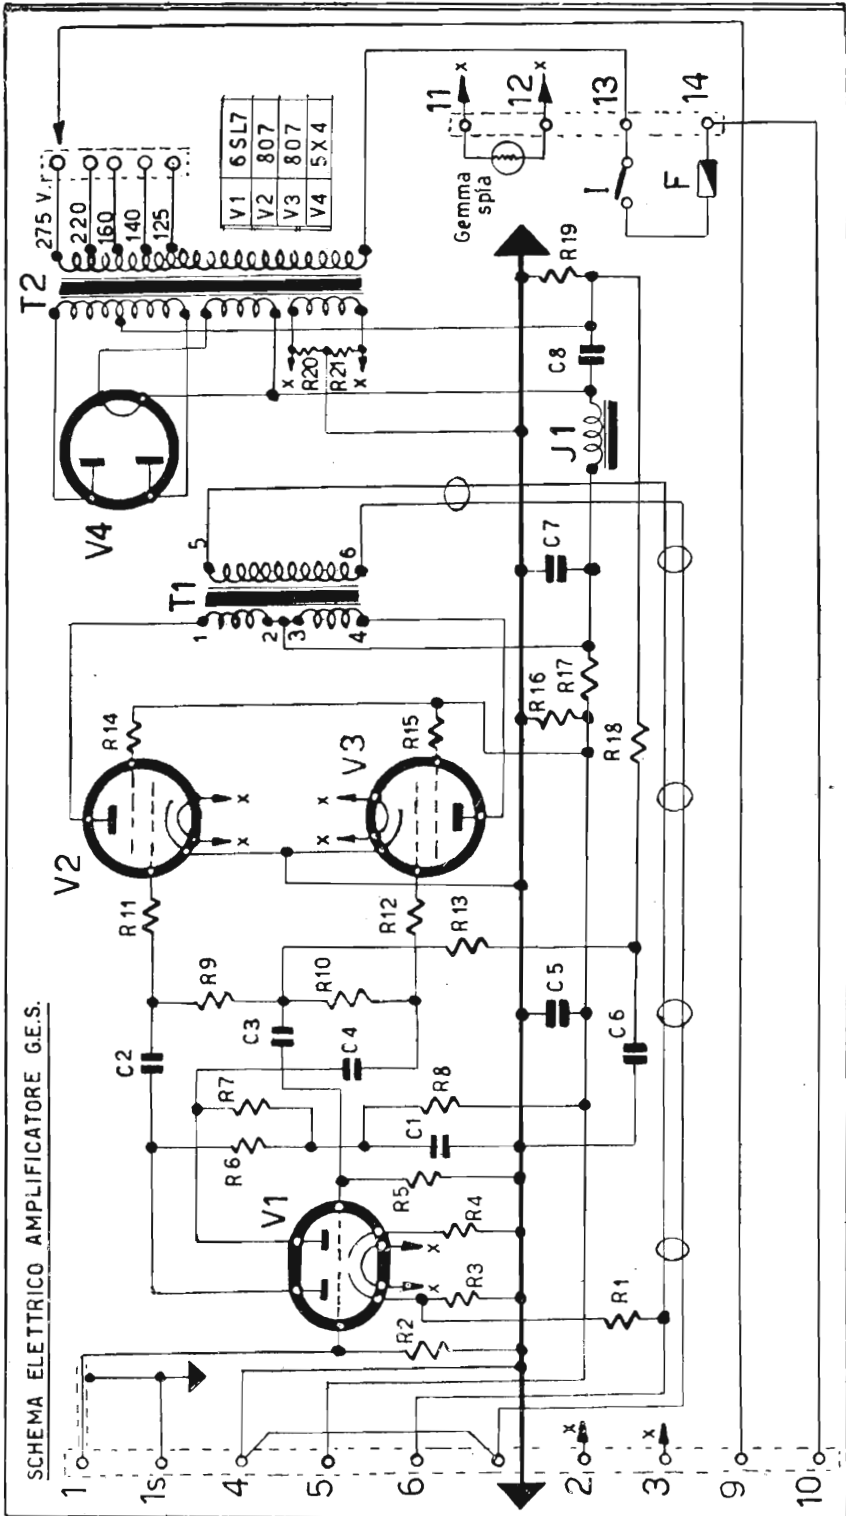 SCHEMA ELETTRICO AMPLIFICATORE G.E.S.
1
1s
4
5
6
2
3
9
10
x
x
V1
R1
R2
R3
R4
R5
R6
R7
R8
C1
C2
C3
C4
C5
C6
x
x
R9
R10
R11
R12
R13
V2
V3
R14
R15
x
x
x
x
R16
R17
R18
T1
1
2
3
4
5
6
C7
J1
C8
R19
V4
T2
R20
R21
x
x
275 V.r
220
160
140
125
V1 6SL7
V2 807
V3 807
V4 5X4
Gemma
spia
11
x
12
x
13
14
I
F